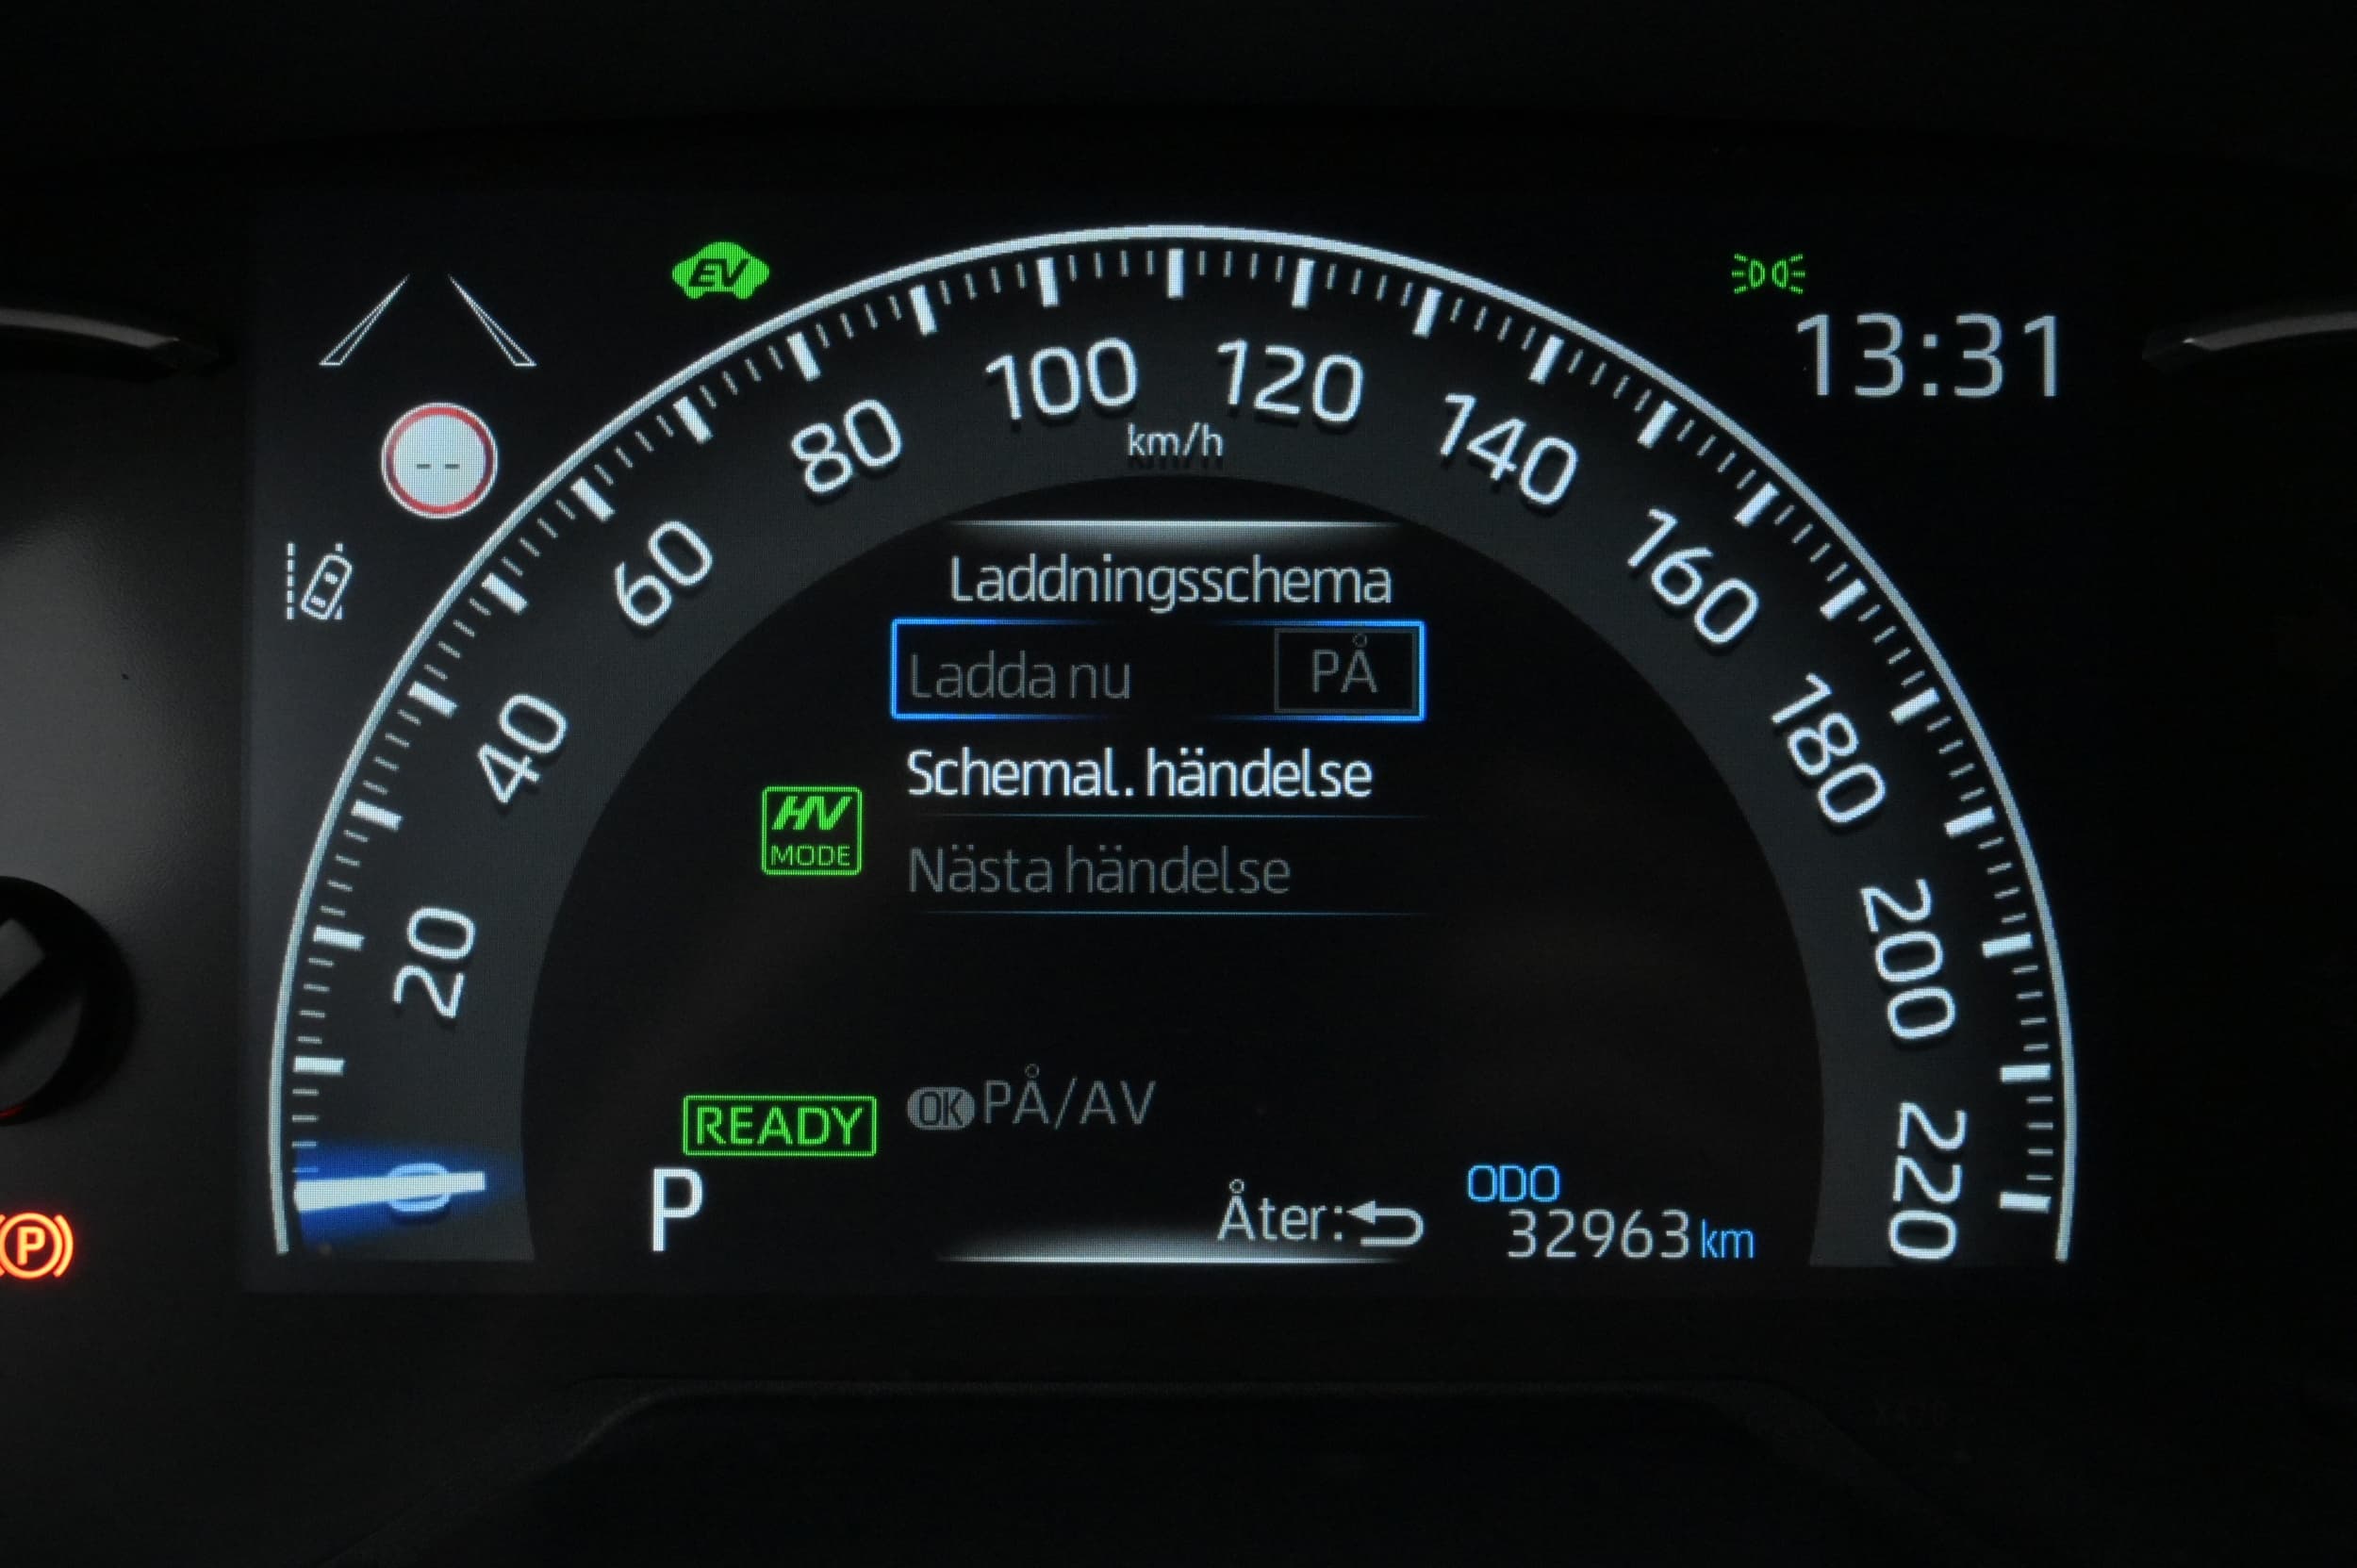 EV
13:31
20
40
60
80
100
120
140
160
180
200
220
0
km/h
--
Laddningsschema
Ladda nu PÅ
Schemal. händelse
HV
MODE
Nästa händelse
READY
OK PÅ/AV
P
Åter:
ODO
32963 km
(P)